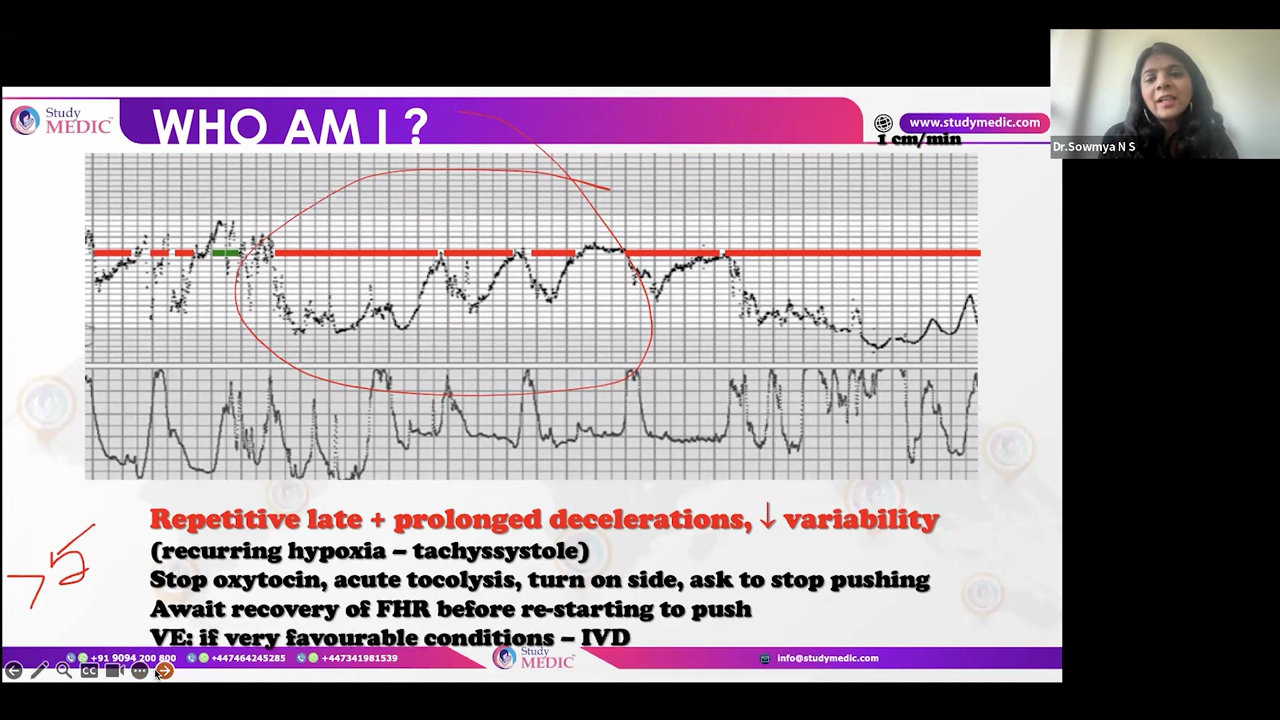 Study
MEDIC
WHO AM I ?
www.studymedic.com
1 cm/min
Dr.Sowmya N S
Repetitive late + prolonged decelerations, ↓ variability
(recurring hypoxia – tachyssystole)
Stop oxytocin, acute tocolysis, turn on side, ask to stop pushing
Await recovery of FHR before re-starting to push
VE: if very favourable conditions – IVD
+91 9094 200 800 +447464245285 +447341981539
Study
MEDIC
info@studymedic.com
CC